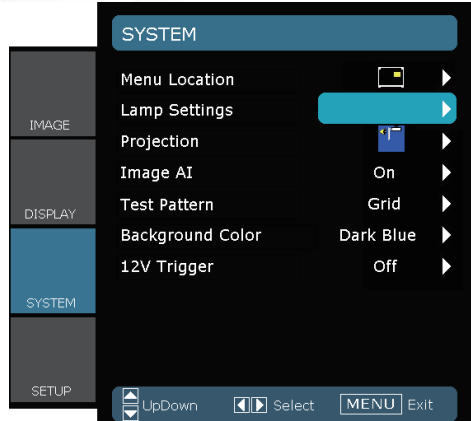 SYSTEM
Menu Location
Lamp Settings
IMAGE
Projection
Image AI On
Test Pattern Grid
DISPLAY
Background Color Dark Blue
12V Trigger Off
SYSTEM
SETUP
UpDown Select MENU Exit